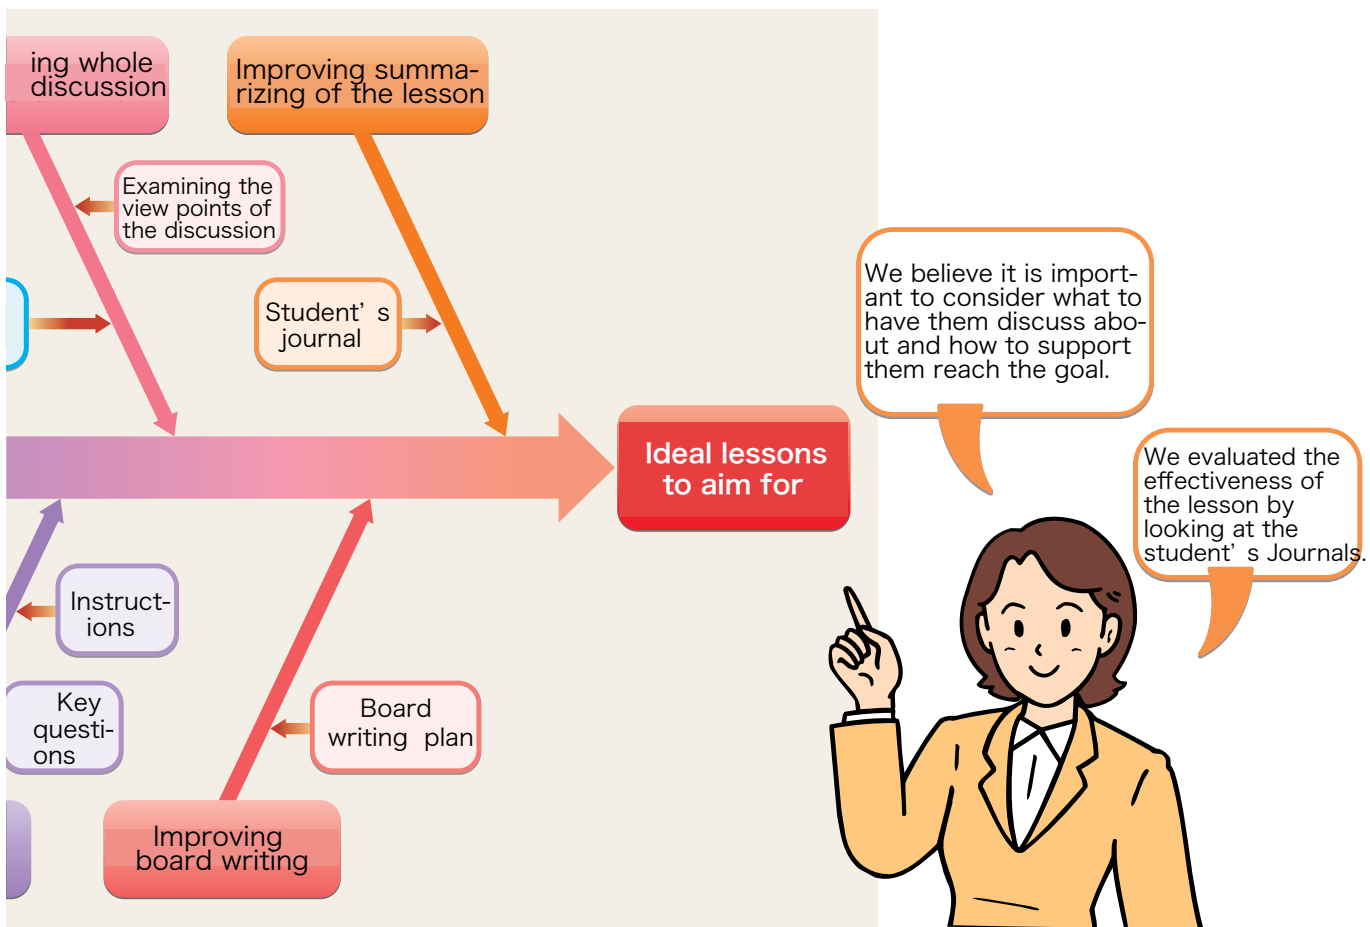 ing whole
discussion
Improving summa-
rizing of the lesson
Examining the
view points of
the discussion
Student’ s
journal
We believe it is import-
ant to consider what to
have them discuss abo-
ut and how to support
them reach the goal.
Ideal lessons
to aim for
We evaluated the
effectiveness of
the lesson by
looking at the
student’ s Journals.
Instruct-
ions
Key
questi-
ons
Board
writing plan
Improving
board writing